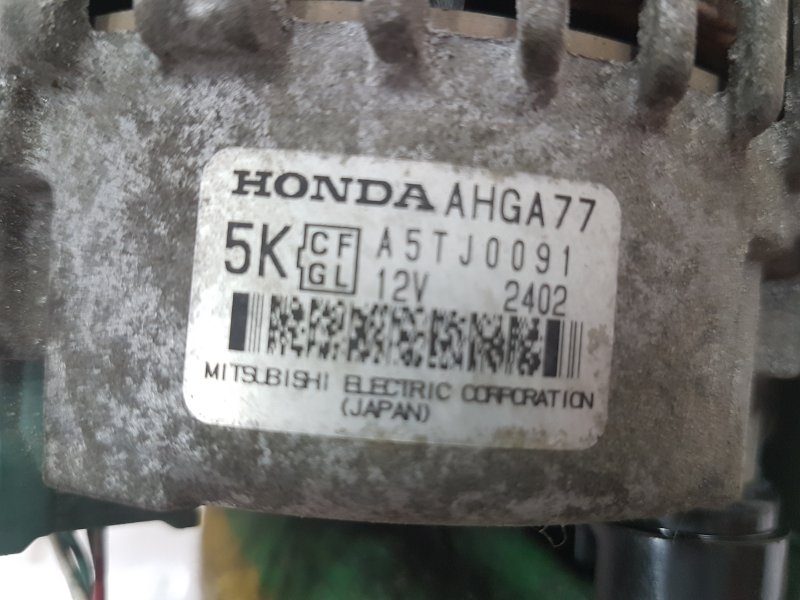 HONDA AHGA77
5K CF GL A5TJ0091
12V 2402
MITSUBISHI ELECTRIC CORPORATION
(JAPAN)